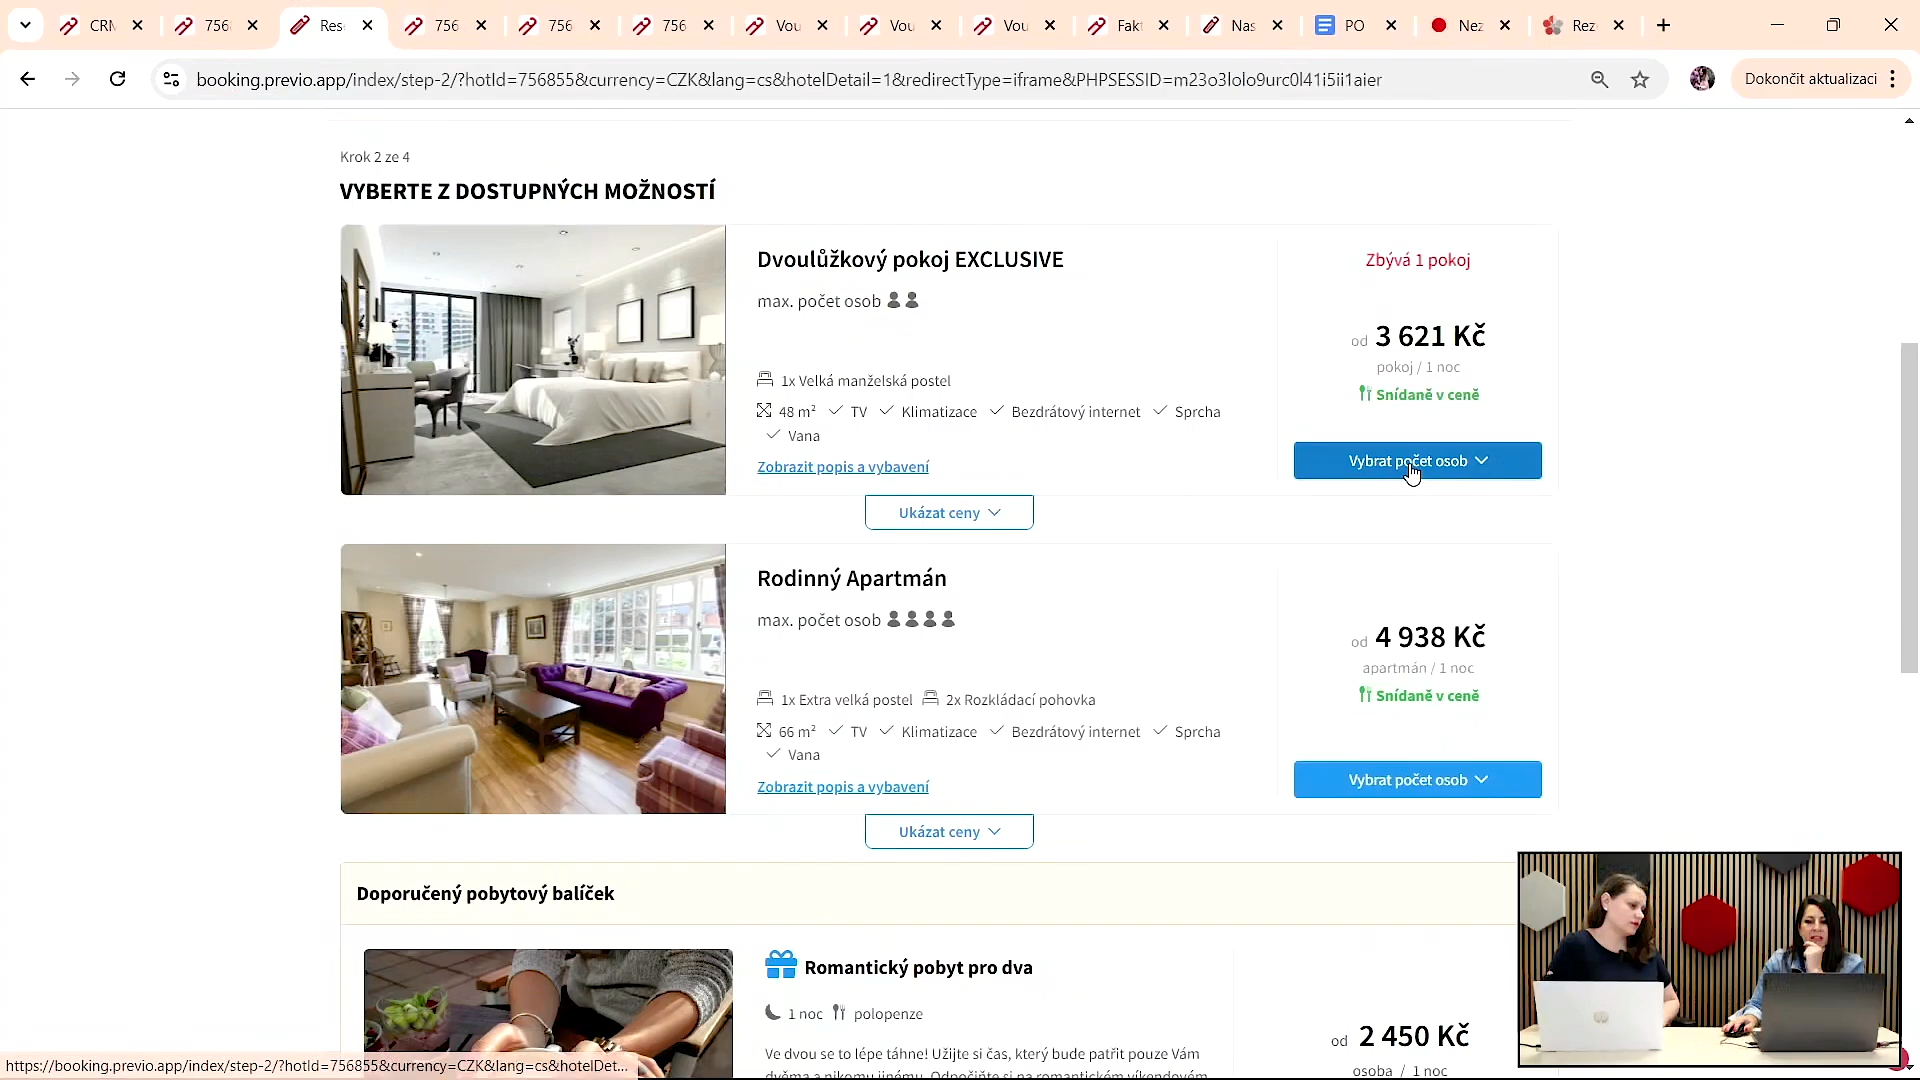 CRM
756
Res
756
756
756
Vou
Vou
Vou
Fakt
Nas
PO
Nez
Rez
booking.previo.app/index/step-2/?hotId=756855&currency=CZK&lang=cs&hotelDetail=1&redirectType=iframe&PHPSESSID=m23o3lolo9urc0l41i5ii1aier
Dokončit aktualizaci
Krok 2 ze 4
VYBERTE Z DOSTUPNÝCH MOŽNOSTÍ
Dvoulůžkový pokoj EXCLUSIVE
max. počet osob
1x Velká manželská postel
48 m² TV Klimatizace Bezdrátový internet Sprcha
Vana
Zobrazit popis a vybavení
Zbývá 1 pokoj
od 3 621 Kč
pokoj / 1 noc
Snídaně v ceně
Vybrat počet osob
Ukázat ceny
Rodinný Apartmán
max. počet osob
1x Extra velká postel 2x Rozkládací pohovka
66 m² TV Klimatizace Bezdrátový internet Sprcha
Vana
Zobrazit popis a vybavení
od 4 938 Kč
apartmán / 1 noc
Snídaně v ceně
Vybrat počet osob
Ukázat ceny
Doporučený pobytový balíček
Romantický pobyt pro dva
1 noc polopenze
Ve dvou se to lépe táhne! Užijte si čas, který bude patřit pouze Vám
dvěma a nikomu jinému. Odpočiňte si na romantickém víkendovém
od 2 450 Kč
osoba / 1 noc
https://booking.previo.app/index/step-2/?hotId=756855&currency=CZK&lang=cs&hotelDet...